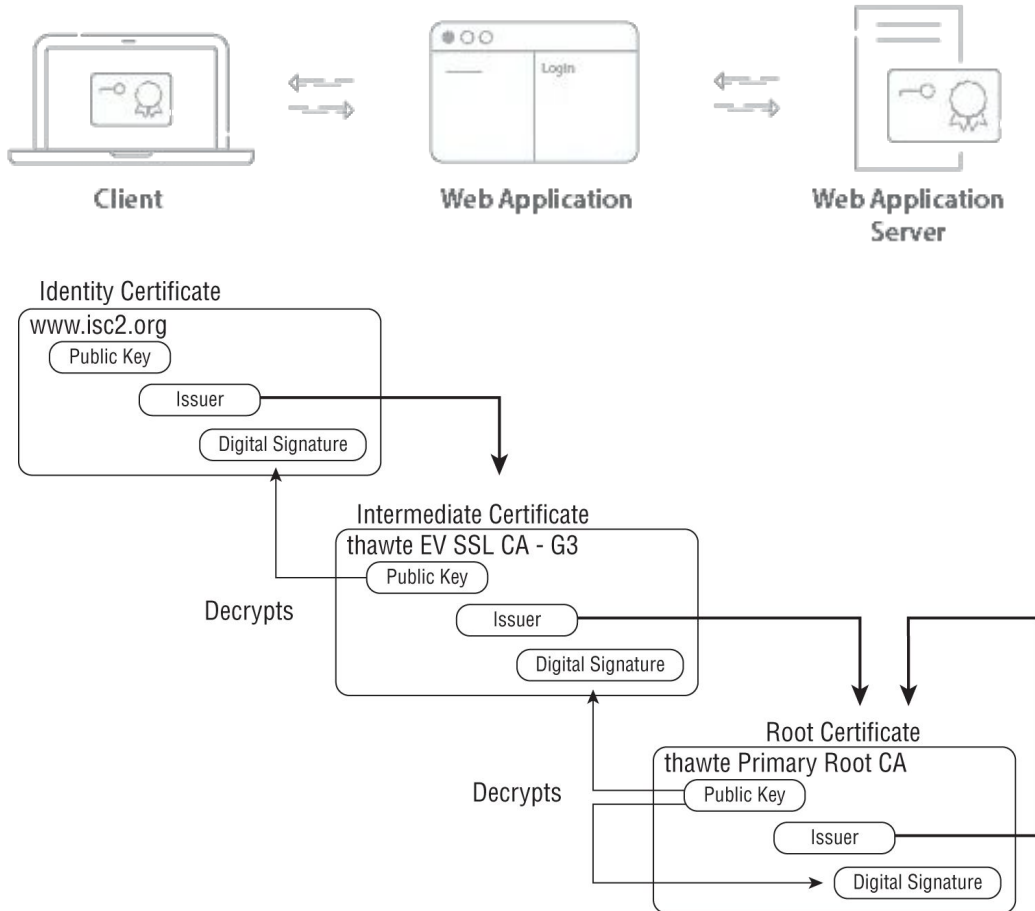 Login
Client
Web Application
Web Application
Server
Identity Certificate
www.isc2.org
Public Key
Issuer
Digital Signature
Intermediate Certificate
thawte EV SSL CA - G3
Public Key
Decrypts
Issuer
Digital Signature
Root Certificate
thawte Primary Root CA
Decrypts
Public Key
Issuer
Digital Signature